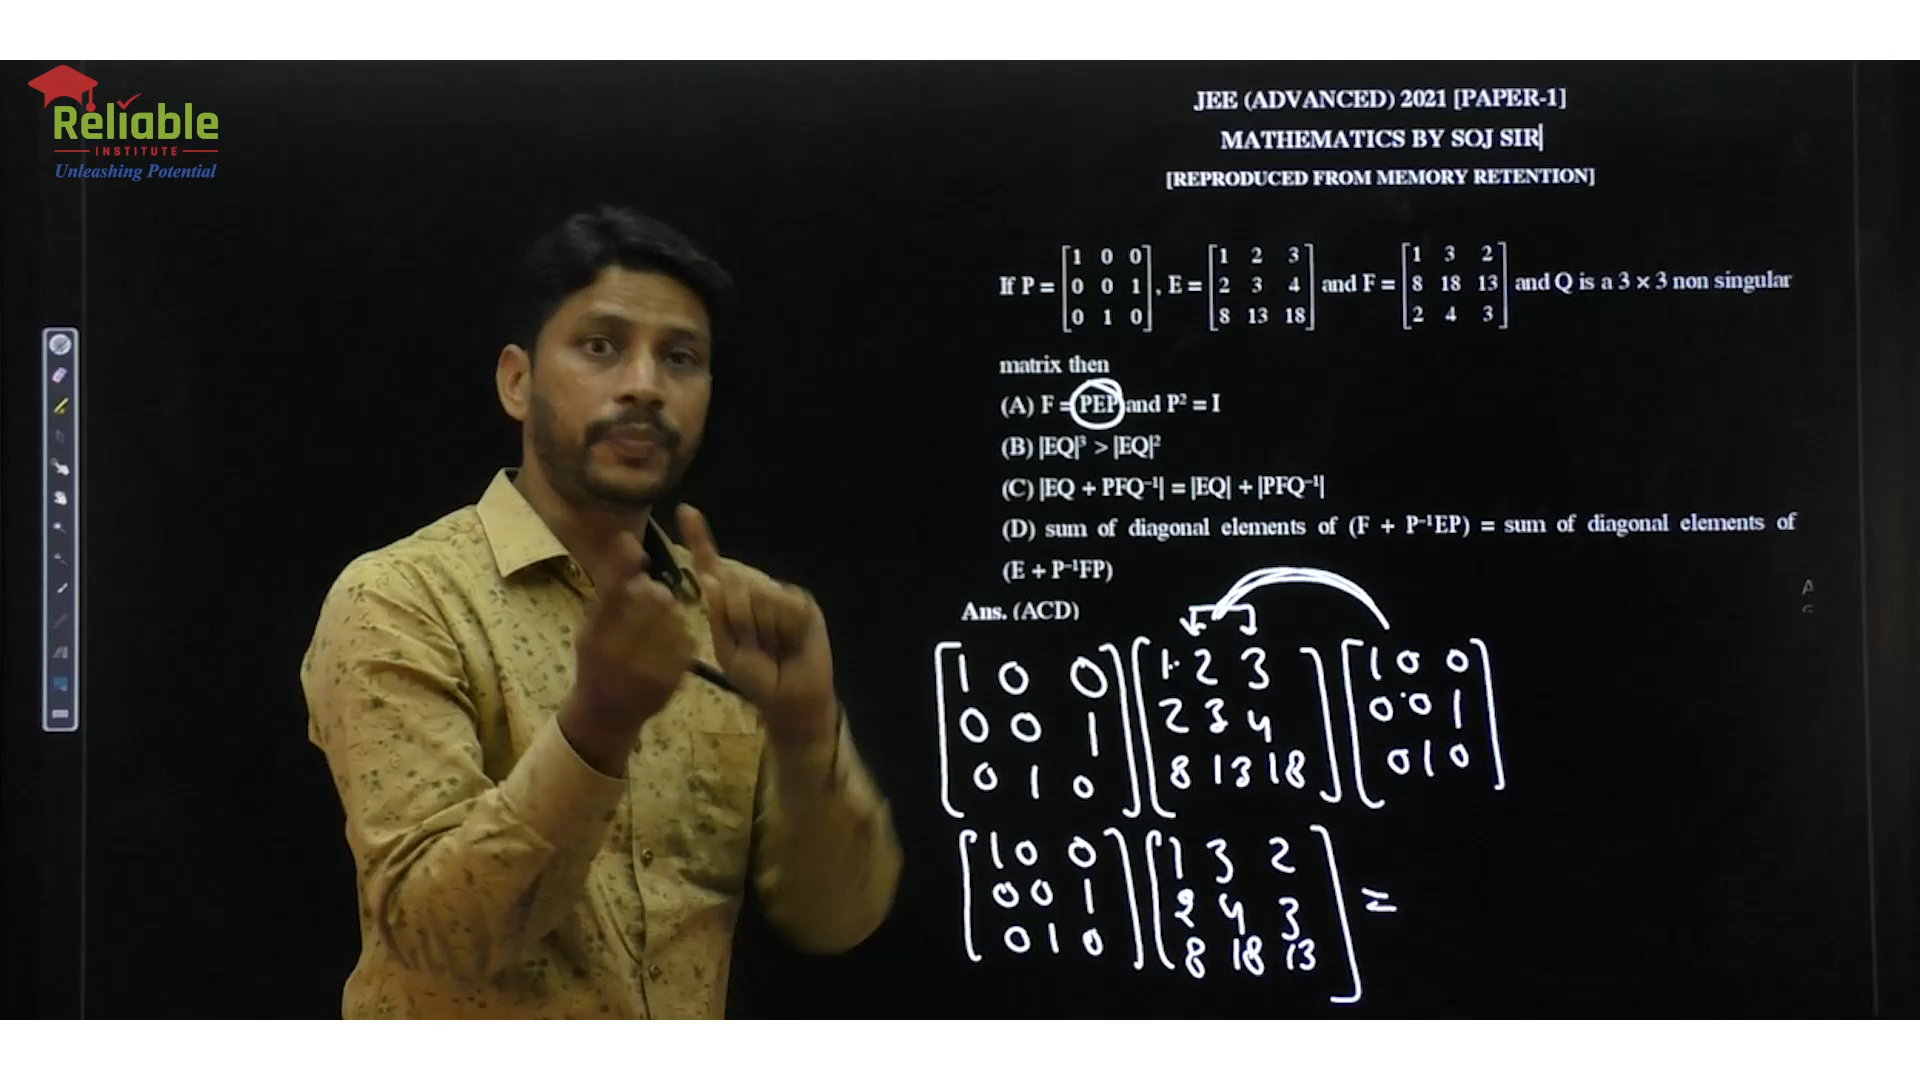 Reliable
INSTITUTE
Unleashing Potential
JEE (ADVANCED) 2021 [PAPER-1]
MATHEMATICS BY SOJ SIR
[REPRODUCED FROM MEMORY RETENTION]
If P = [1 0 0 0 0 1 0 1 0], E = [1 2 3 2 3 4 8 13 18] and F = [1 3 2 8 18 13 2 4 3] and Q is a 3 × 3 non singular
matrix then
(A) F = PEP and P² = I
(B) |EQ|³ > |EQ|²
(C) |EQ + PFQ⁻¹| = |EQ| + |PFQ⁻¹|
(D) sum of diagonal elements of (F + P⁻¹EP) = sum of diagonal elements of
(E + P⁻¹FP)
Ans. (ACD)
1 0 0 1 2 3 1 0 0
0 0 1 2 3 4 0 0 1
0 1 0 8 13 18 0 1 0
1 0 0 1 3 2
0 0 1 2 4 3 =
0 1 0 8 18 13